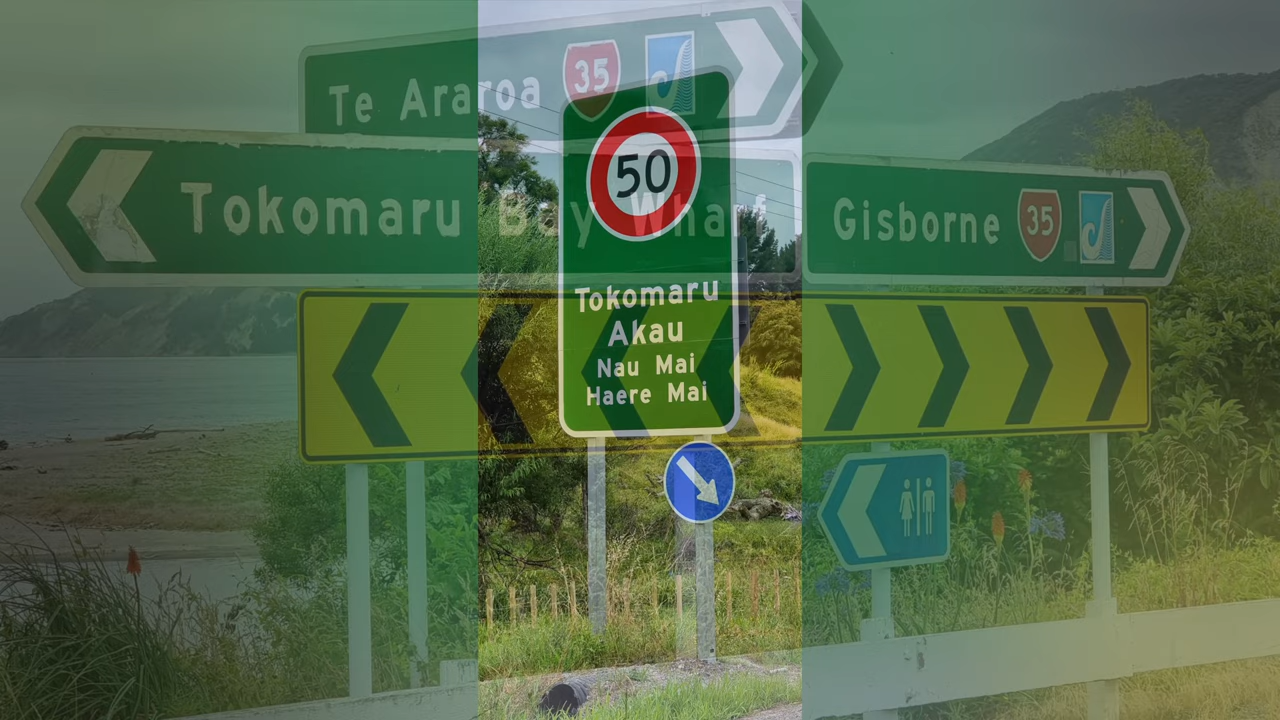 Te Araroa 35
Tokomaru Bay Wharf
Gisborne 35
50
Tokomaru
Akau
Nau Mai
Haere Mai